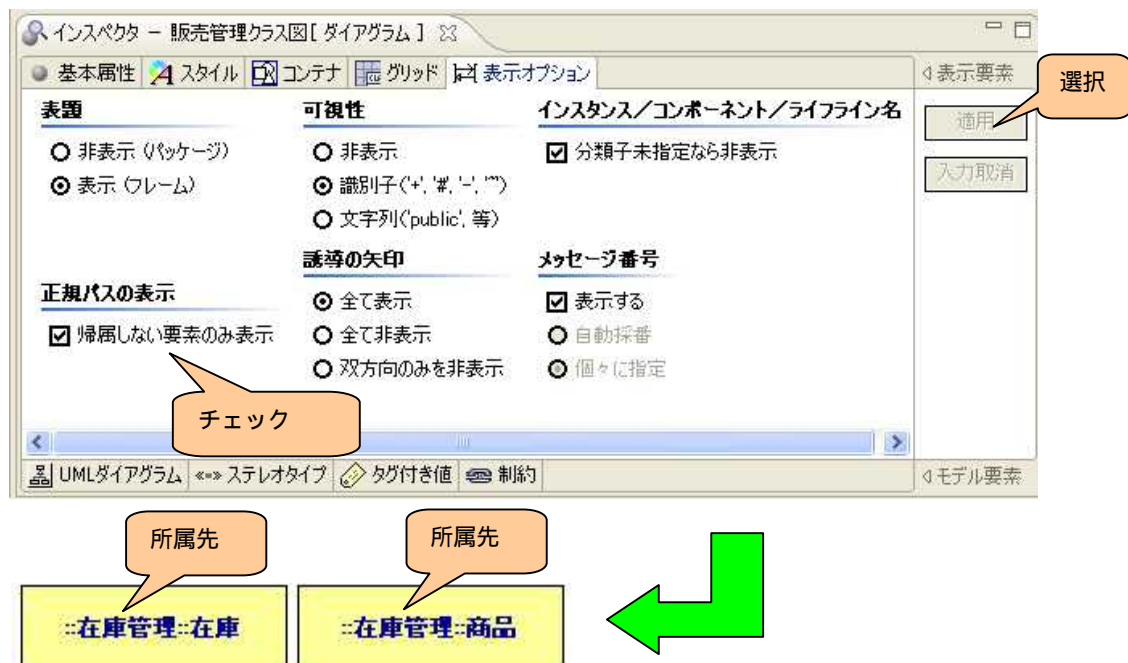 インスペクタ － 販売管理クラス図[ ダイアグラム ]
基本属性 スタイル コンテナ グリッド 表示オプション
表示要素
選択
表題
非表示 (パッケージ)
表示 (フレーム)
可視性
非表示
識別子('+', '#', '-', '~')
文字列('public', 等)
インスタンス／コンポーネント／ライフライン名
分類子未指定なら非表示
適用
入力取消
正規パスの表示
帰属しない要素のみ表示
誘導の矢印
全て表示
全て非表示
双方向のみを非表示
メッセージ番号
表示する
自動採番
個々に指定
チェック
UMLダイアグラム «=» ステレオタイプ タグ付き値 制約
モデル要素
所属先
所属先
::在庫管理::在庫
::在庫管理::商品